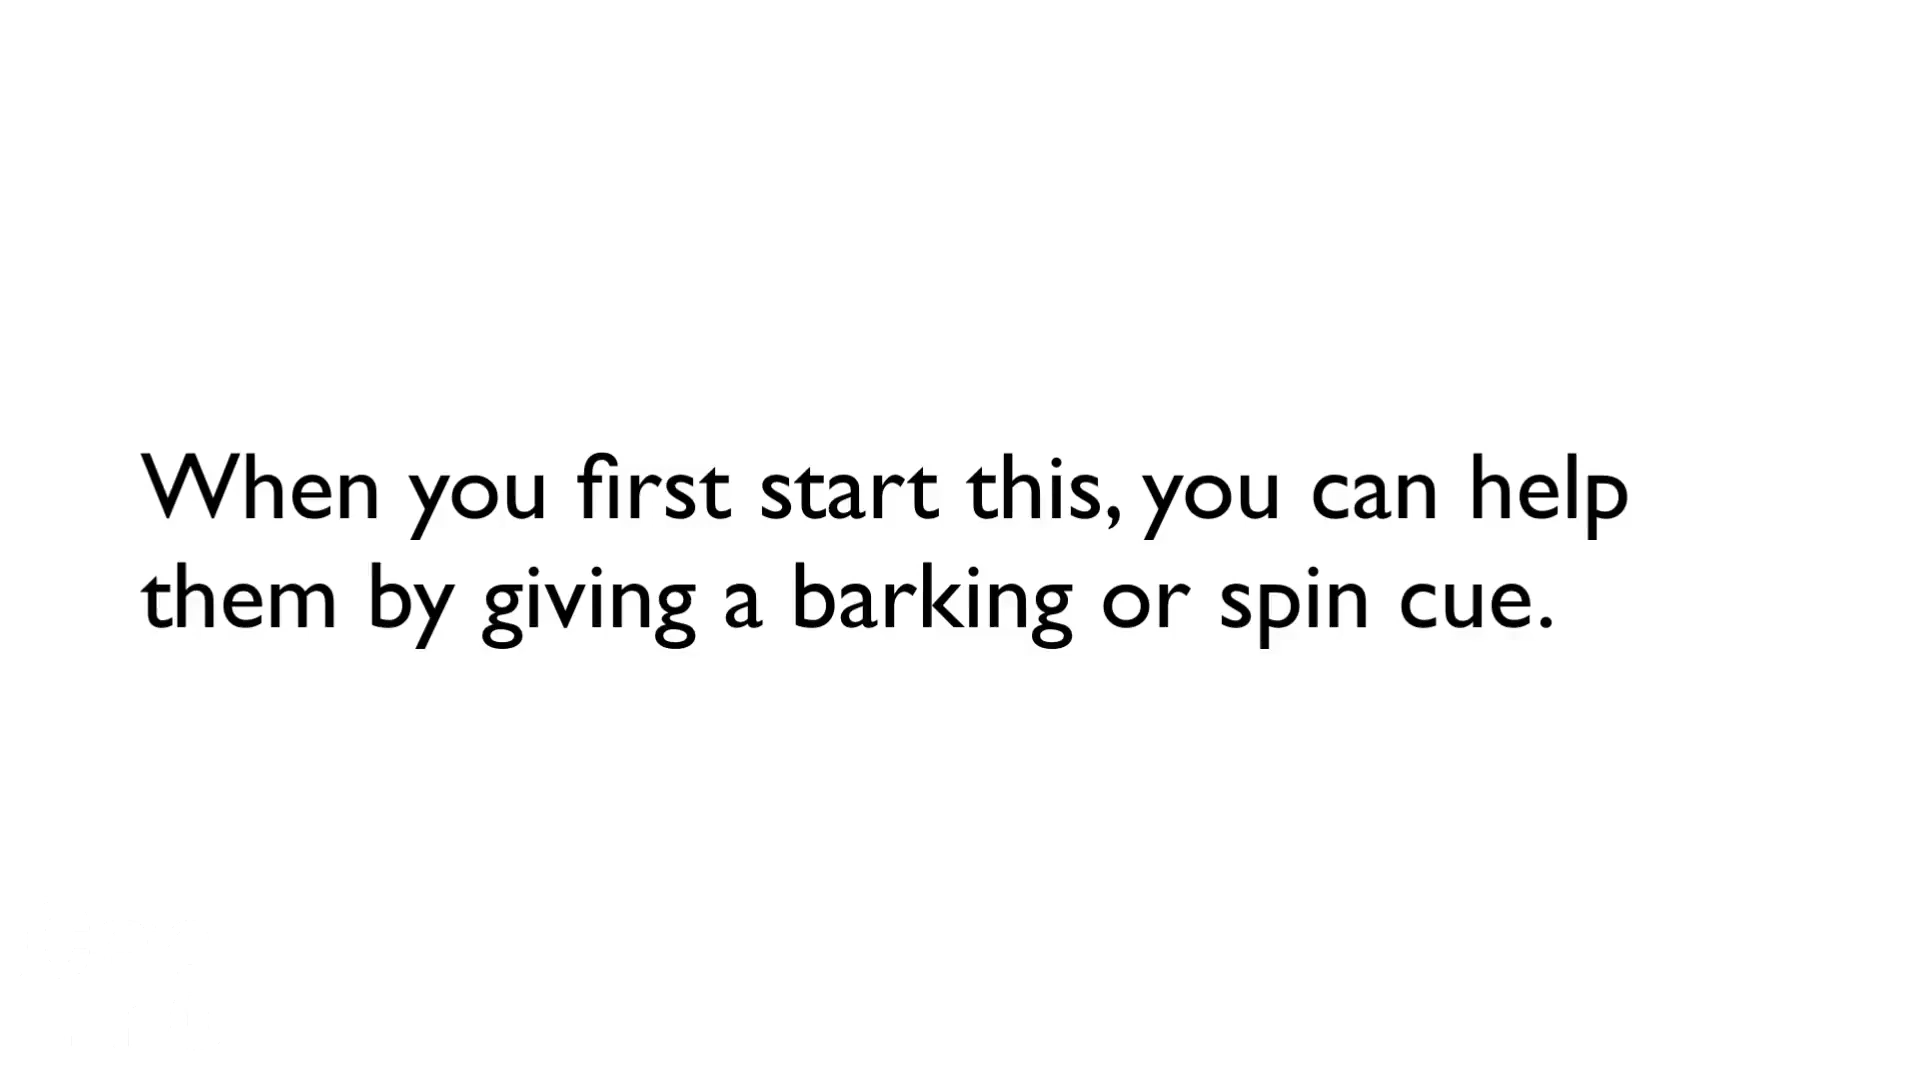 When you first start this, you can help
them by giving a barking or spin cue.